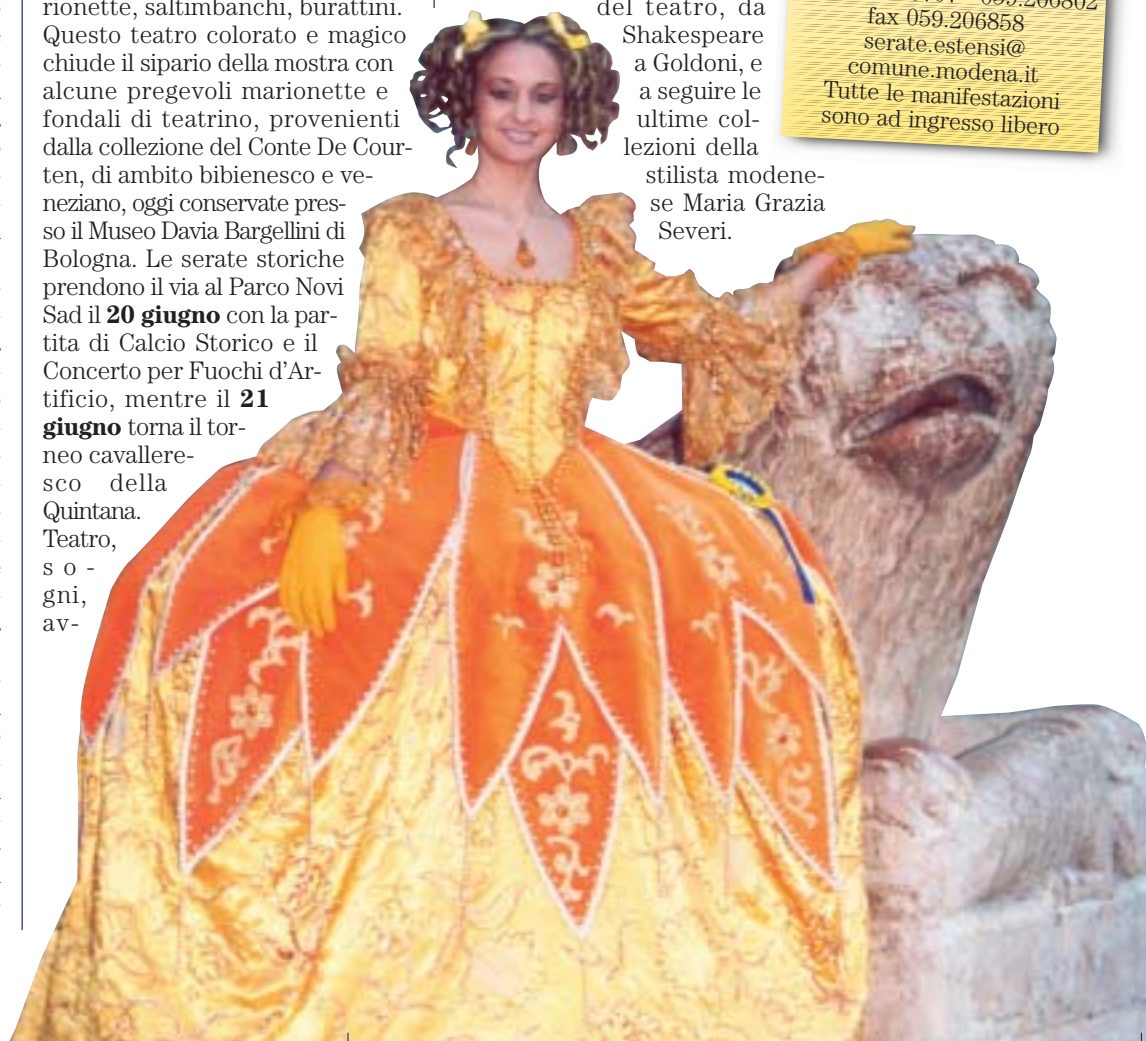 rionette, saltimbanchi, burattini.
Questo teatro colorato e magico
chiude il sipario della mostra con
alcune pregevoli marionette e
fondali di teatrino, provenienti
dalla collezione del Conte De Cour-
ten, di ambito bibienesco e ve-
neziano, oggi conservate pres-
so il Museo Davia Bargellini di
Bologna. Le serate storiche
prendono il via al Parco Novi
Sad il 20 giugno con la par-
tita di Calcio Storico e il
Concerto per Fuochi d'Ar-
tificio, mentre il 21
giugno torna il tor-
neo cavallere-
sco della
Quintana.
Teatro,
so-
gni,
av-
del teatro, da
Shakespeare
a Goldoni, e
a seguire le
ultime col-
lezioni della
stilista modene-
se Maria Grazia
Severi.
059.206802
fax 059.206858
serate.estensi@
comune.modena.it
Tutte le manifestazioni
sono ad ingresso libero